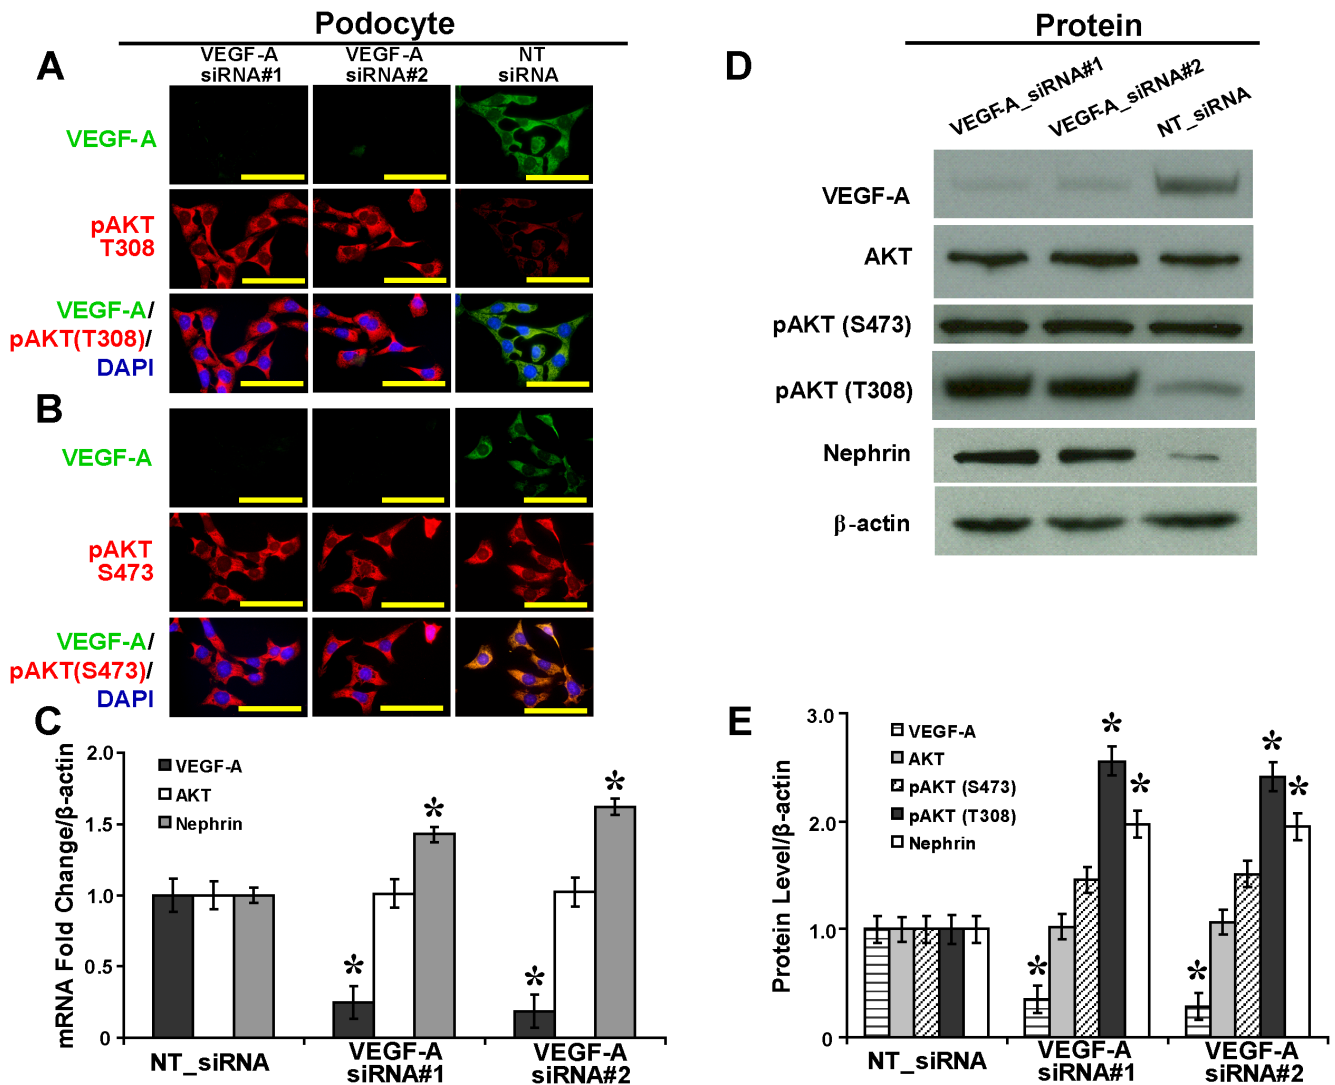 Podocyte
A
VEGF-A
siRNA#1
VEGF-A
siRNA#2
NT
siRNA
VEGF-A
pAKT
T308
VEGF-A/
pAKT(T308)/
DAPI
B
VEGF-A
pAKT
S473
VEGF-A/
pAKT(S473)/
DAPI
C
mRNA Fold Change/β-actin
2.0
1.5
1.0
0.5
0
VEGF-A
AKT
Nephrin
*
*
*
*
NT_siRNA
VEGF-A
siRNA#1
VEGF-A
siRNA#2
Protein
D
VEGF-A_siRNA#1
VEGF-A_siRNA#2
NT_siRNA
VEGF-A
AKT
pAKT (S473)
pAKT (T308)
Nephrin
β-actin
E
Protein Level/β-actin
3.0
2.0
1.0
0
VEGF-A
AKT
pAKT (S473)
pAKT (T308)
Nephrin
*
*
*
*
*
*
NT_siRNA
VEGF-A
siRNA#1
VEGF-A
siRNA#2